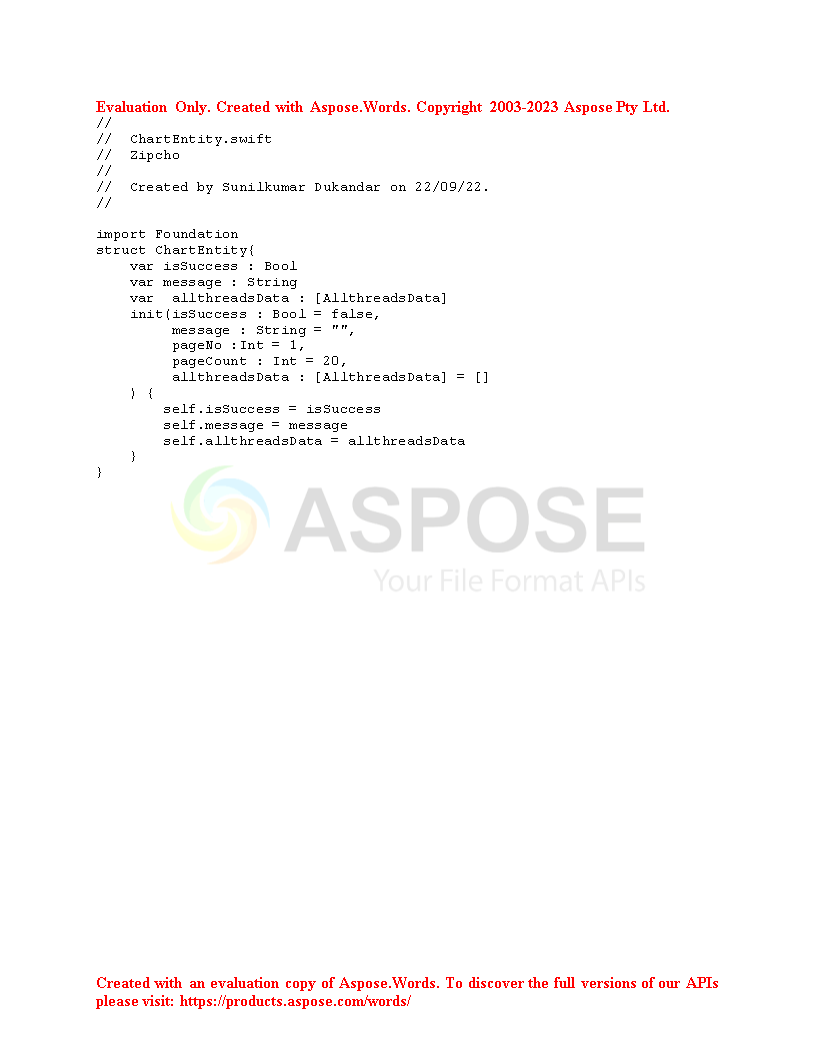 Evaluation Only. Created with Aspose.Words. Copyright 2003-2023 Aspose Pty Ltd.
//
//  ChartEntity.swift
//  Zipcho
//
//  Created by Sunilkumar Dukandar on 22/09/22.
//

import Foundation
struct ChartEntity{
    var isSuccess : Bool
    var message : String
    var  allthreadsData : [AllthreadsData]
    init(isSuccess : Bool = false,
         message : String = "",
         pageNo :Int = 1,
         pageCount : Int = 20,
         allthreadsData : [AllthreadsData] = []
    ) {
        self.isSuccess = isSuccess
        self.message = message
        self.allthreadsData = allthreadsData
    }
}
ASPOSE
Your File Format APIs
Created with an evaluation copy of Aspose.Words. To discover the full versions of our APIs
please visit: https://products.aspose.com/words/